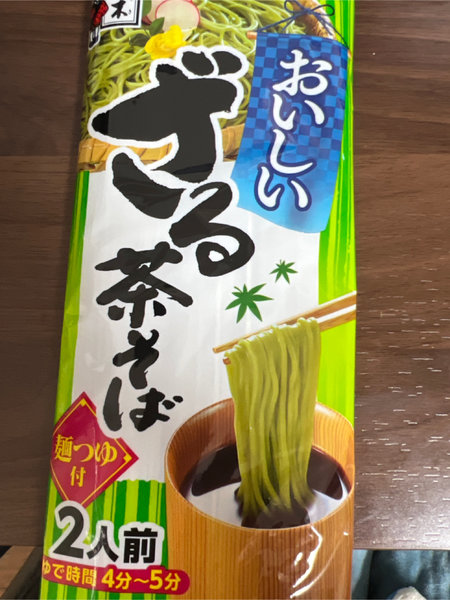 木
おいしい
ざる
茶そば
麺つゆ
付
2人前
ゆで時間 4分～5分